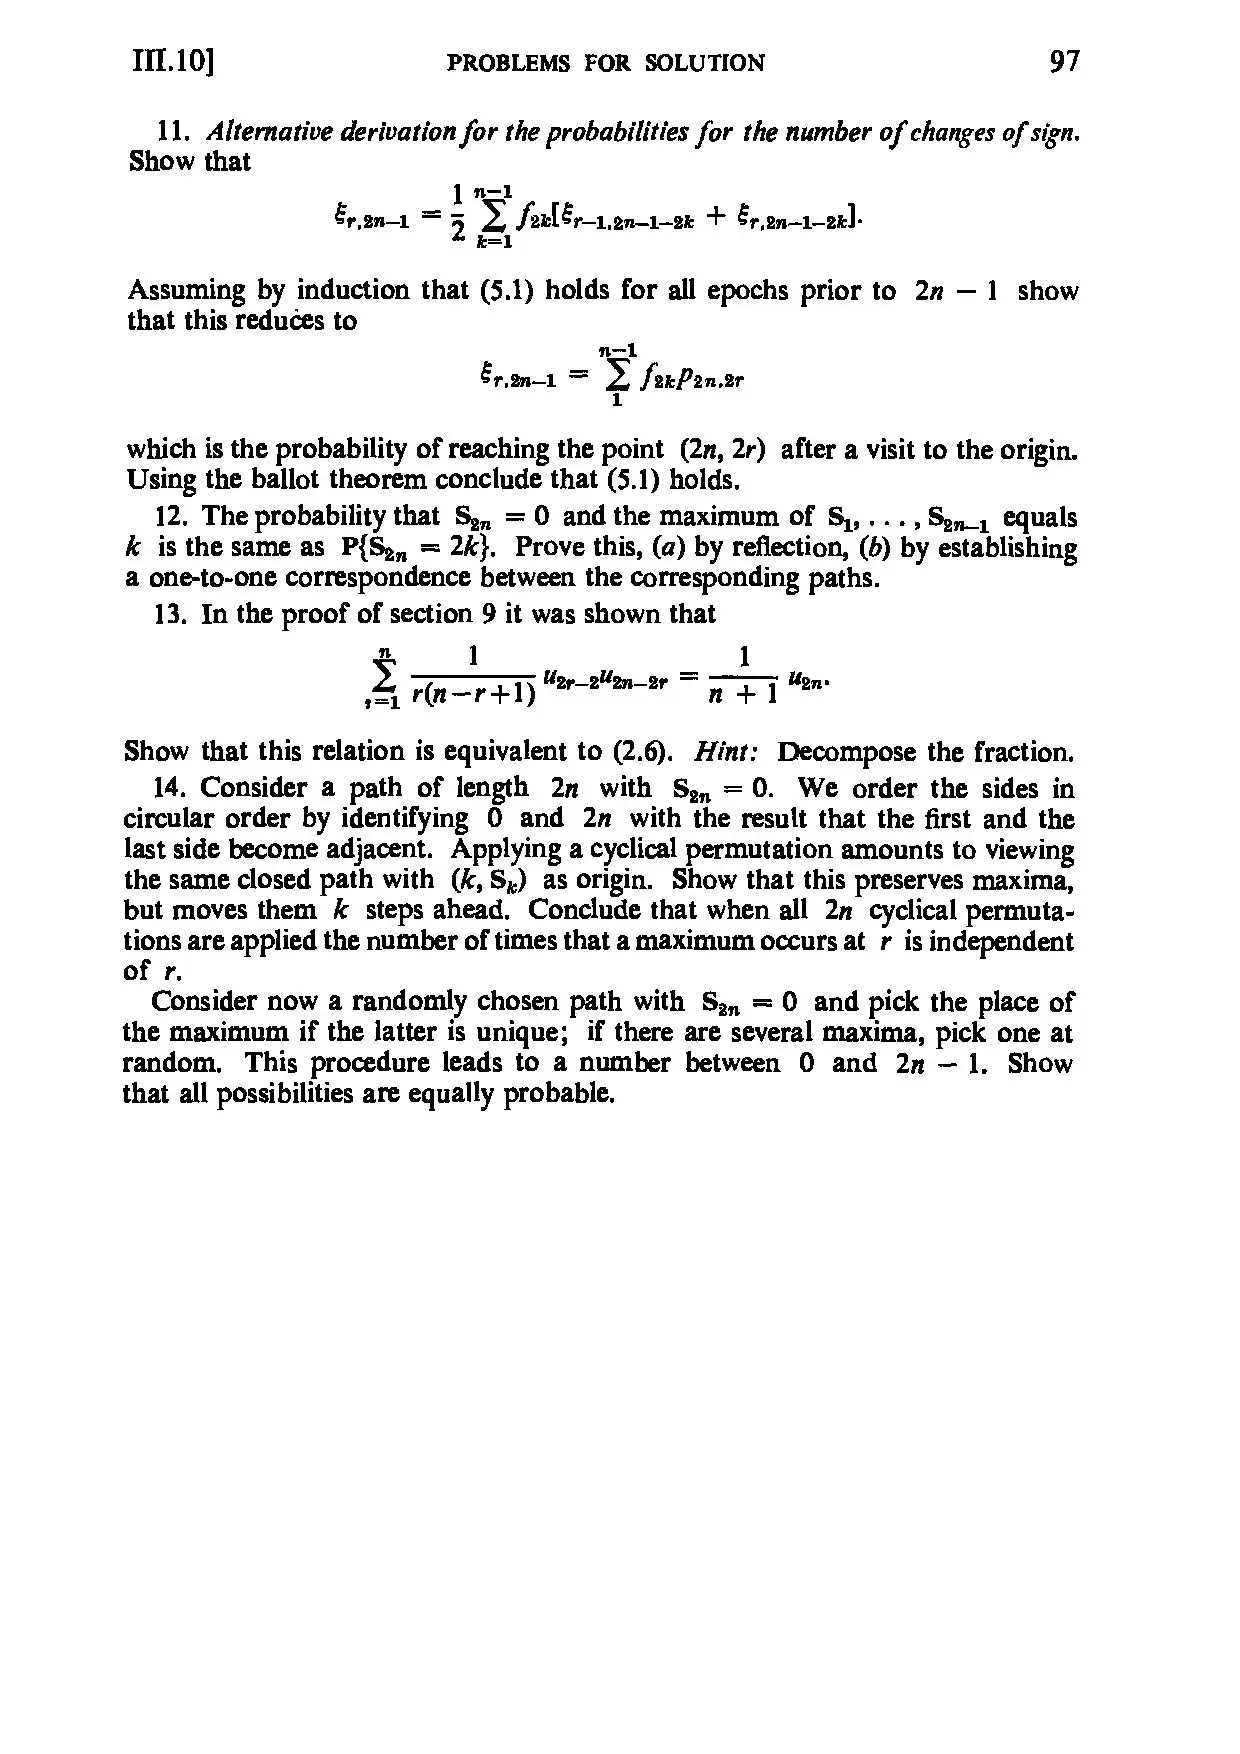 III.10] PROBLEMS FOR SOLUTION 97
11. Alternative derivation for the probabilities for the number of changes of sign.
Show that
ξ_{r,2n−1} = \frac{1}{2} \sum_{k=1}^{n−1} f_{2k}[ξ_{r−1,2n−1−2k} + ξ_{r,2n−1−2k}].
Assuming by induction that (5.1) holds for all epochs prior to 2n − 1 show
that this reduces to
ξ_{r,2n−1} = \sum_{1}^{n−1} f_{2k}p_{2n,2r}
which is the probability of reaching the point (2n, 2r) after a visit to the origin.
Using the ballot theorem conclude that (5.1) holds.
12. The probability that S_{2n} = 0 and the maximum of S_1, . . . , S_{2n−1} equals
k is the same as P{S_{2n} = 2k}. Prove this, (a) by reflection, (b) by establishing
a one-to-one correspondence between the corresponding paths.
13. In the proof of section 9 it was shown that
\sum_{r=1}^{n} \frac{1}{r(n−r+1)} u_{2r−2}u_{2n−2r} = \frac{1}{n + 1} u_{2n}.
Show that this relation is equivalent to (2.6). Hint: Decompose the fraction.
14. Consider a path of length 2n with S_{2n} = 0. We order the sides in
circular order by identifying 0 and 2n with the result that the first and the
last side become adjacent. Applying a cyclical permutation amounts to viewing
the same closed path with (k, S_k) as origin. Show that this preserves maxima,
but moves them k steps ahead. Conclude that when all 2n cyclical permuta-
tions are applied the number of times that a maximum occurs at r is independent
of r.
Consider now a randomly chosen path with S_{2n} = 0 and pick the place of
the maximum if the latter is unique; if there are several maxima, pick one at
random. This procedure leads to a number between 0 and 2n − 1. Show
that all possibilities are equally probable.